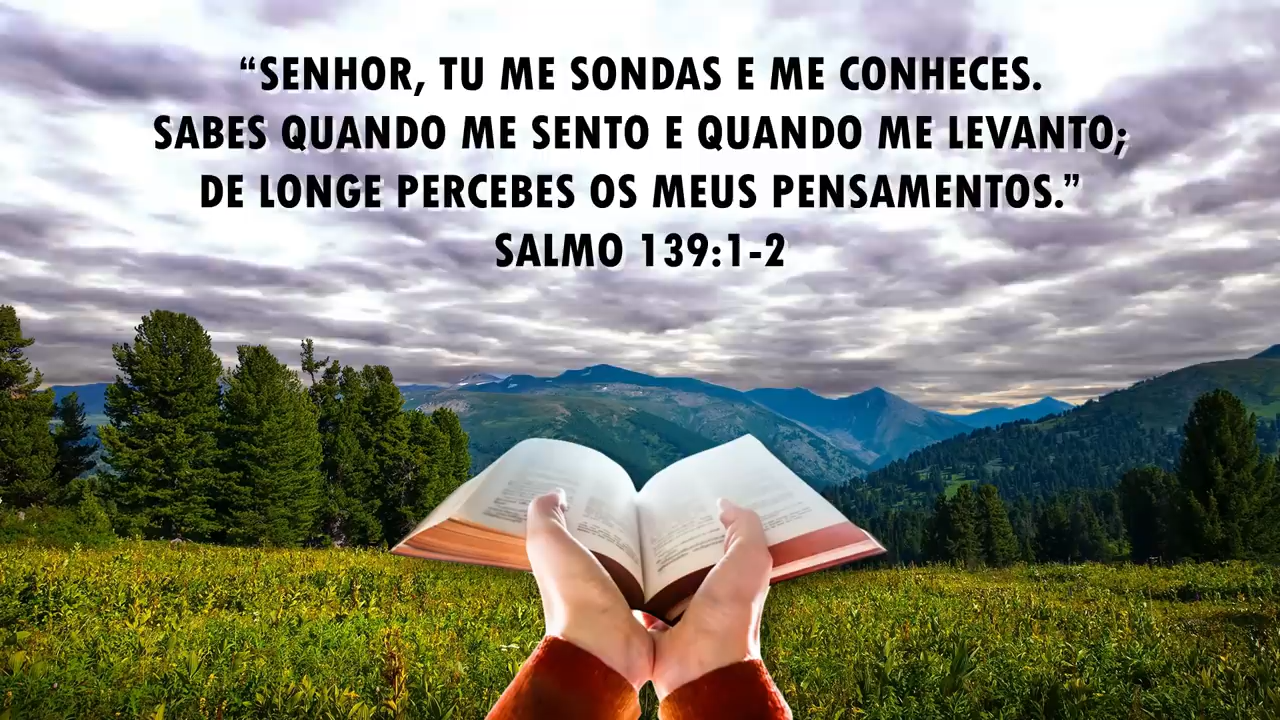 “SENHOR, TU ME SONDAS E ME CONHECES.
SABES QUANDO ME SENTO E QUANDO ME LEVANTO;
DE LONGE PERCEBES OS MEUS PENSAMENTOS.”
SALMO 139:1-2